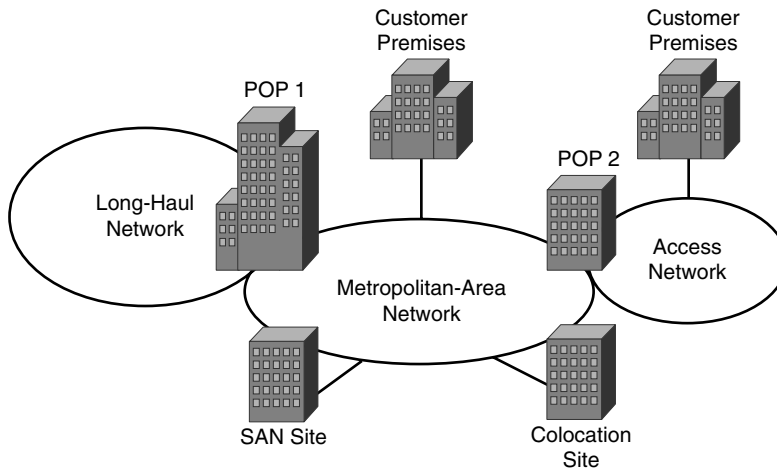 Customer
Premises
Customer
Premises
POP 1
POP 2
Long-Haul
Network
Access
Network
Metropolitan-Area
Network
SAN Site
Colocation
Site